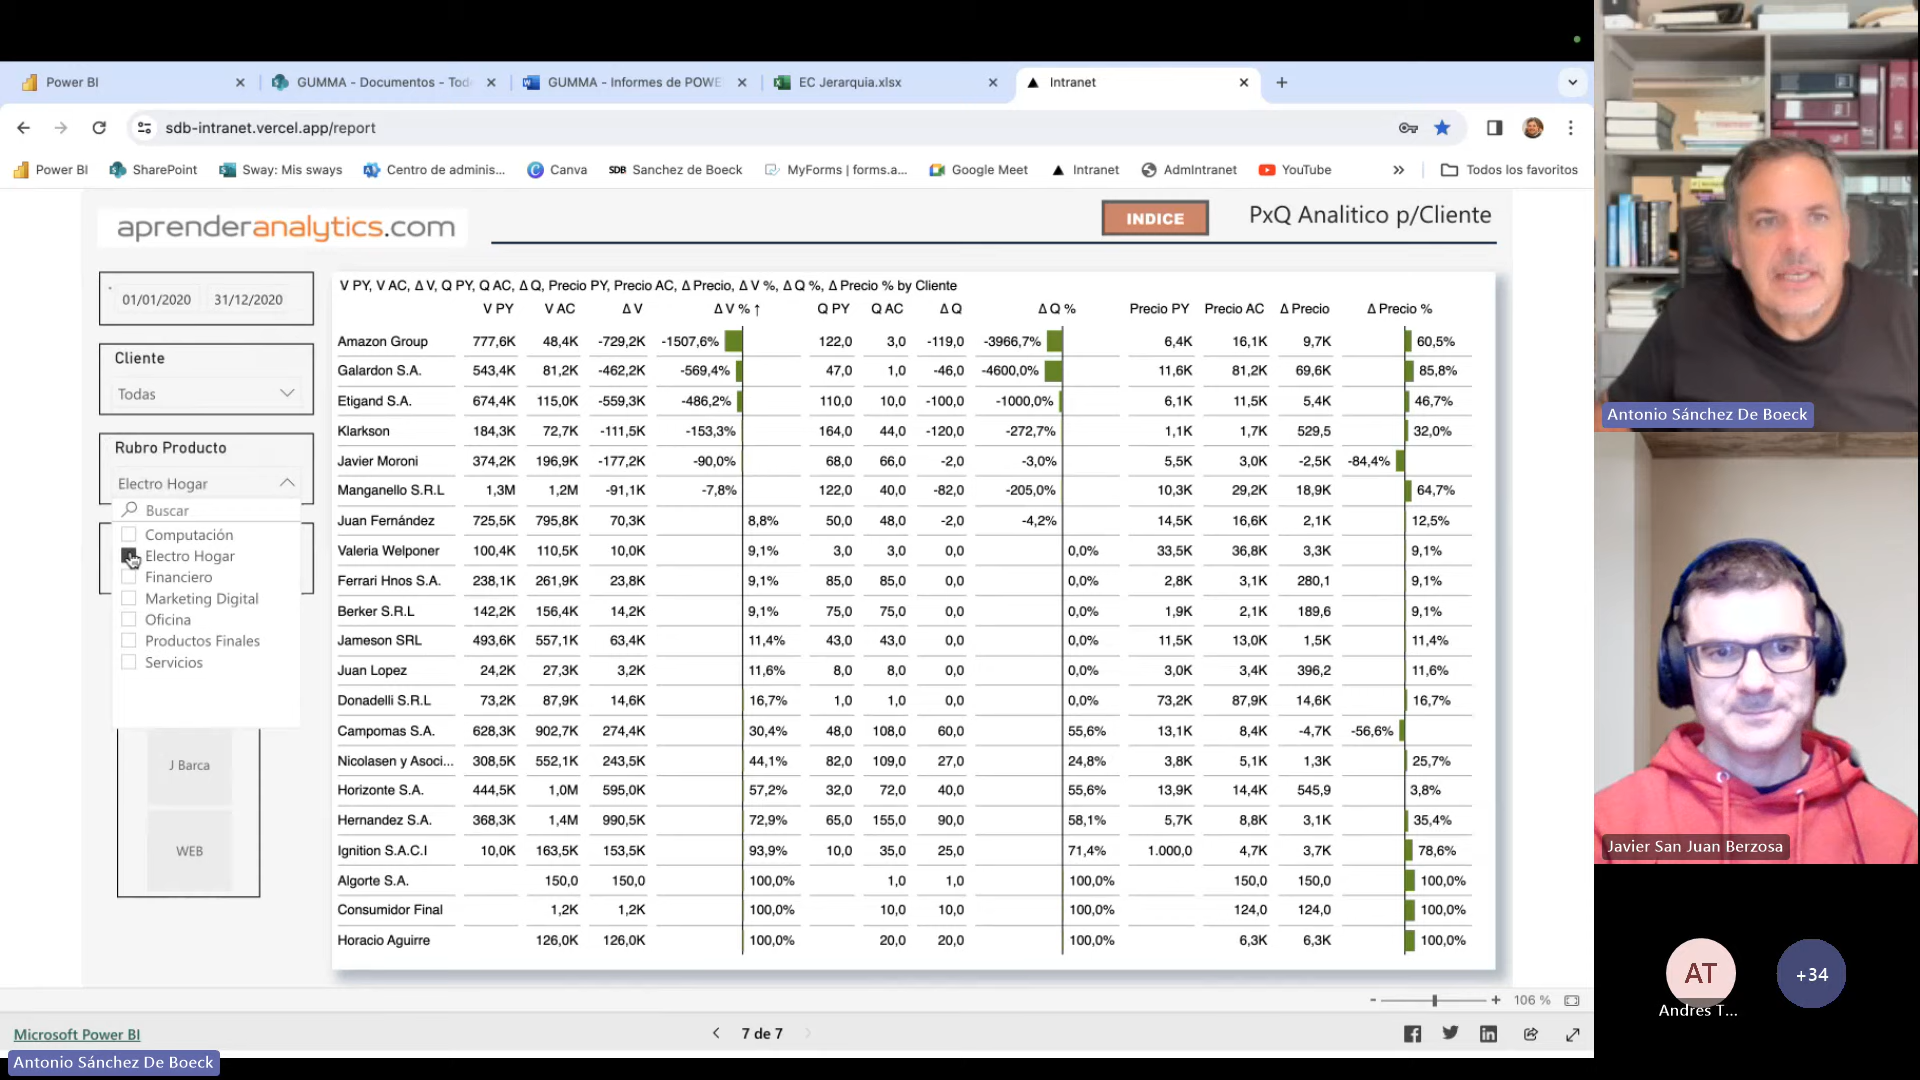 Power BI
GUMMA - Documentos - Tod
GUMMA - Informes de POWE
EC Jerarquia.xlsx
Intranet
sdb-intranet.vercel.app/report
Power BI
SharePoint
Sway: Mis sways
Centro de adminis...
Canva
SDB Sanchez de Boeck
MyForms | forms.a...
Google Meet
Intranet
AdmIntranet
YouTube
Todos los favoritos
aprenderanalytics.com
INDICE
PxQ Analitico p/Cliente
01/01/2020 31/12/2020
Cliente
Todas
Rubro Producto
Electro Hogar
Buscar
Computación
Electro Hogar
Financiero
Marketing Digital
Oficina
Productos Finales
Servicios
J Barca
WEB
V PY, V AC, Δ V, Q PY, Q AC, Δ Q, Precio PY, Precio AC, Δ Precio, Δ V %, Δ Q %, Δ Precio % by Cliente
V PY V AC Δ V Δ V % ↑ Q PY Q AC Δ Q Δ Q % Precio PY Precio AC Δ Precio Δ Precio %
Amazon Group 777,6K 48,4K -729,2K -1507,6% 122,0 3,0 -119,0 -3966,7% 6,4K 16,1K 9,7K 60,5%
Galardon S.A. 543,4K 81,2K -462,2K -569,4% 47,0 1,0 -46,0 -4600,0% 11,6K 81,2K 69,6K 85,8%
Etigand S.A. 674,4K 115,0K -559,3K -486,2% 110,0 10,0 -100,0 -1000,0% 6,1K 11,5K 5,4K 46,7%
Klarkson 184,3K 72,7K -111,5K -153,3% 164,0 44,0 -120,0 -272,7% 1,1K 1,7K 529,5 32,0%
Javier Moroni 374,2K 196,9K -177,2K -90,0% 68,0 66,0 -2,0 -3,0% 5,5K 3,0K -2,5K -84,4%
Manganello S.R.L 1,3M 1,2M -91,1K -7,8% 122,0 40,0 -82,0 -205,0% 10,3K 29,2K 18,9K 64,7%
Juan Fernández 725,5K 795,8K 70,3K 8,8% 50,0 48,0 -2,0 -4,2% 14,5K 16,6K 2,1K 12,5%
Valeria Welponer 100,4K 110,5K 10,0K 9,1% 3,0 3,0 0,0 0,0% 33,5K 36,8K 3,3K 9,1%
Ferrari Hnos S.A. 238,1K 261,9K 23,8K 9,1% 85,0 85,0 0,0 0,0% 2,8K 3,1K 280,1 9,1%
Berker S.R.L 142,2K 156,4K 14,2K 9,1% 75,0 75,0 0,0 0,0% 1,9K 2,1K 189,6 9,1%
Jameson SRL 493,6K 557,1K 63,4K 11,4% 43,0 43,0 0,0 0,0% 11,5K 13,0K 1,5K 11,4%
Juan Lopez 24,2K 27,3K 3,2K 11,6% 8,0 8,0 0,0 0,0% 3,0K 3,4K 396,2 11,6%
Donadelli S.R.L 73,2K 87,9K 14,6K 16,7% 1,0 1,0 0,0 0,0% 73,2K 87,9K 14,6K 16,7%
Campomas S.A. 628,3K 902,7K 274,4K 30,4% 48,0 108,0 60,0 55,6% 13,1K 8,4K -4,7K -56,6%
Nicolasen y Asoci... 308,5K 552,1K 243,5K 44,1% 82,0 109,0 27,0 24,8% 3,8K 5,1K 1,3K 25,7%
Horizonte S.A. 444,5K 1,0M 595,0K 57,2% 32,0 72,0 40,0 55,6% 13,9K 14,4K 545,9 3,8%
Hernandez S.A. 368,3K 1,4M 990,5K 72,9% 65,0 155,0 90,0 58,1% 5,7K 8,8K 3,1K 35,4%
Ignition S.A.C.I 10,0K 163,5K 153,5K 93,9% 10,0 35,0 25,0 71,4% 1.000,0 4,7K 3,7K 78,6%
Algorte S.A. 150,0 150,0 100,0% 1,0 1,0 100,0% 150,0 150,0 100,0%
Consumidor Final 1,2K 1,2K 100,0% 10,0 10,0 100,0% 124,0 124,0 100,0%
Horacio Aguirre 126,0K 126,0K 100,0% 20,0 20,0 100,0% 6,3K 6,3K 100,0%
106 %
Microsoft Power BI
7 de 7
Antonio Sánchez De Boeck
Antonio Sánchez De Boeck
Javier San Juan Berzosa
AT
Andres T...
+34